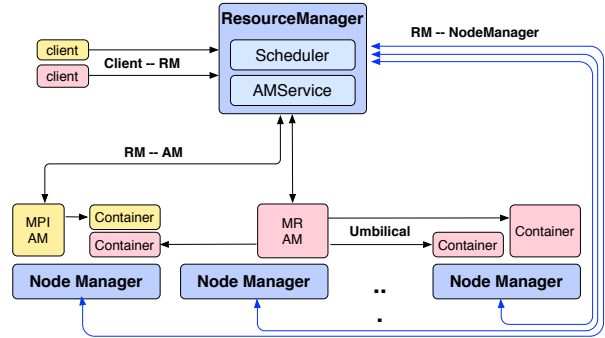 ResourceManager
RM -- NodeManager
client
Scheduler
Client -- RM
client
AMService
RM -- AM
MPI
AM
Container
Container
MR
AM
Umbilical
Container
Container
Node Manager
Node Manager
..
.
Node Manager